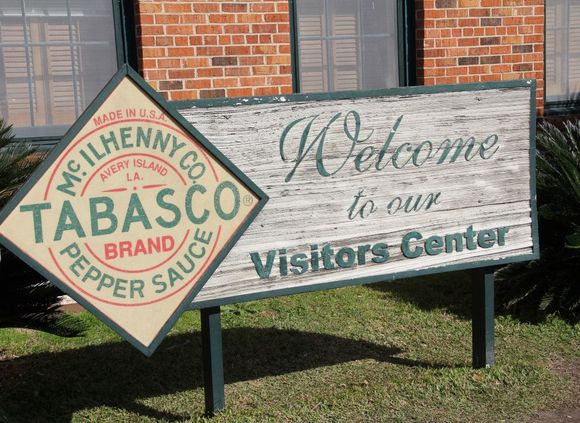 MADE IN U.S.A.
McILHENNY CO
AVERY ISLAND
LA.
TABASCO®
BRAND
PEPPER SAUCE
Welcome
to our
Visitors Center